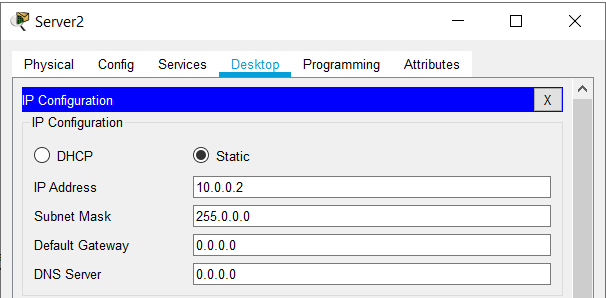 Server2
Physical Config Services Desktop Programming Attributes
IP Configuration X
IP Configuration
DHCP Static
IP Address 10.0.0.2
Subnet Mask 255.0.0.0
Default Gateway 0.0.0.0
DNS Server 0.0.0.0